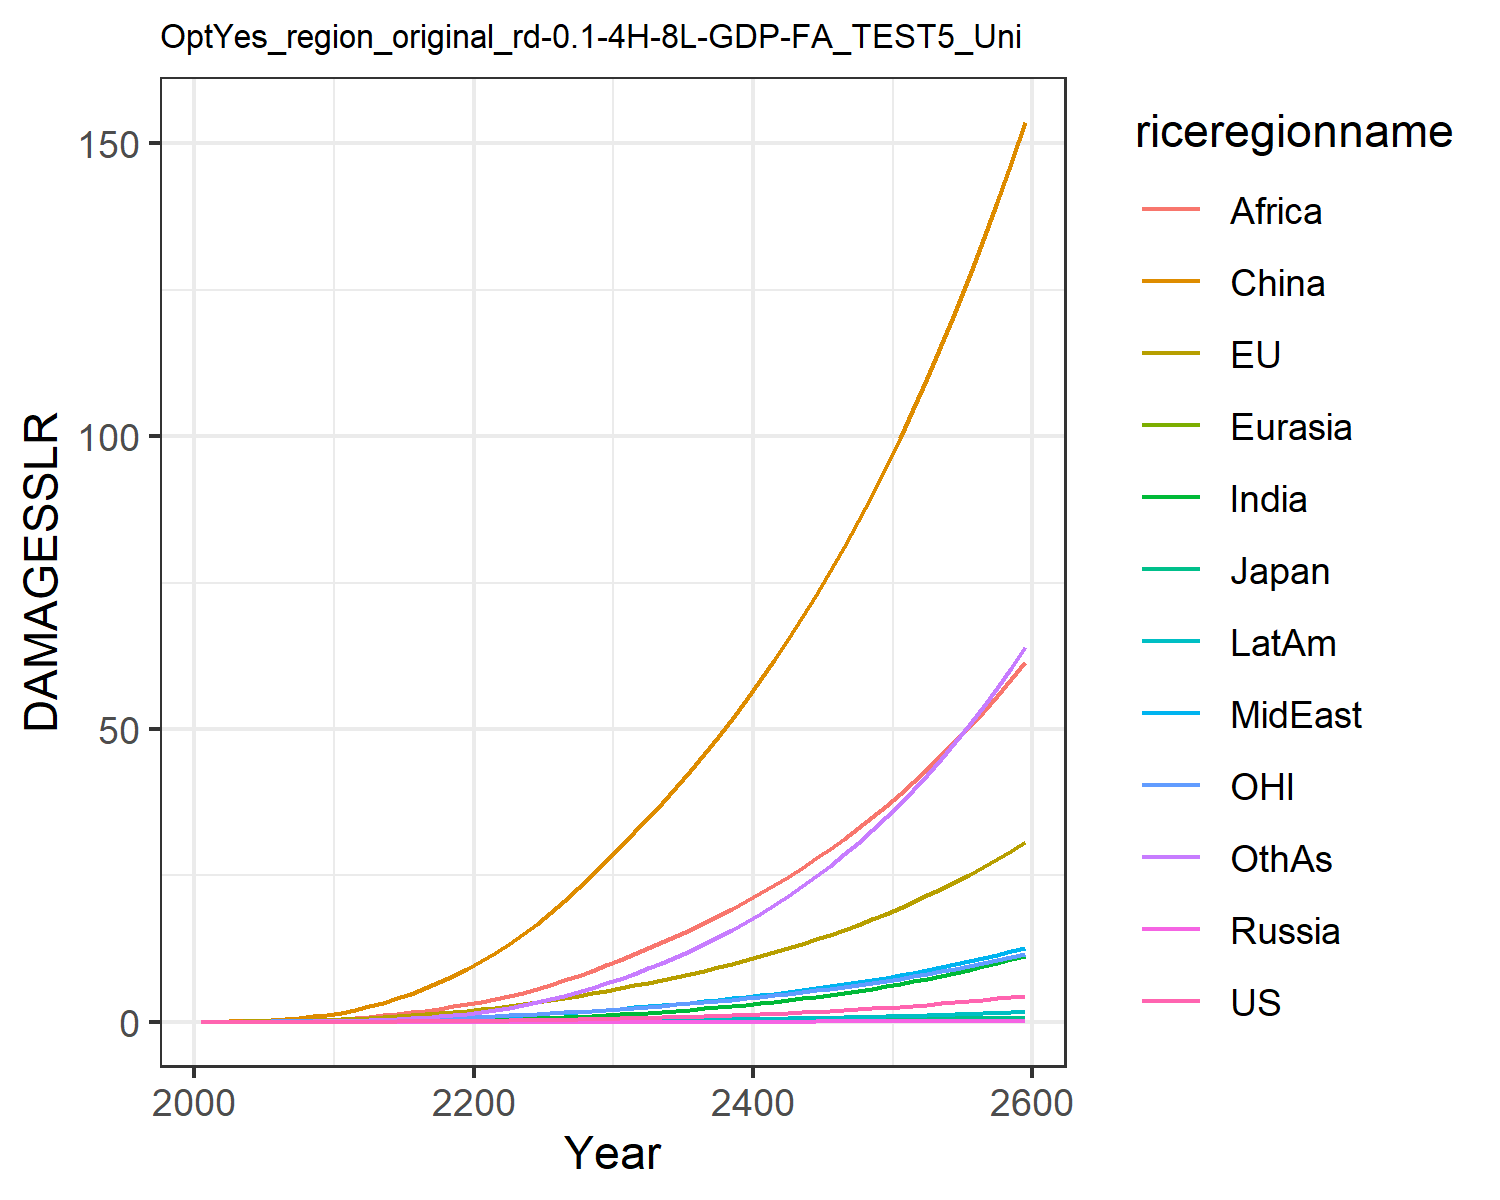 OptYes_region_original_rd-0.1-4H-8L-GDP-FA_TEST5_Uni
150
100
50
0
DAMAGESSLR
2000
2200
2400
2600
Year
riceregionname
Africa
China
EU
Eurasia
India
Japan
LatAm
MidEast
OHI
OthAs
Russia
US